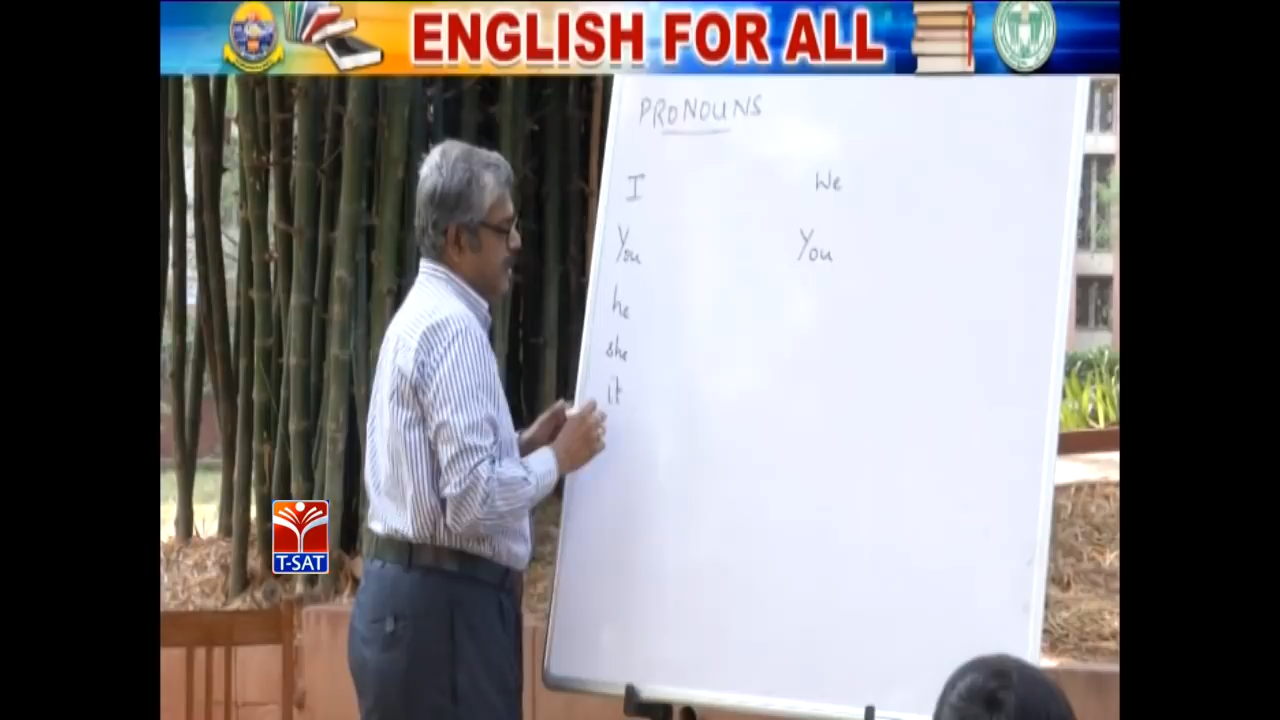 ENGLISH FOR ALL
PRONOUNS
I We
You You
he
she
it
T-SAT